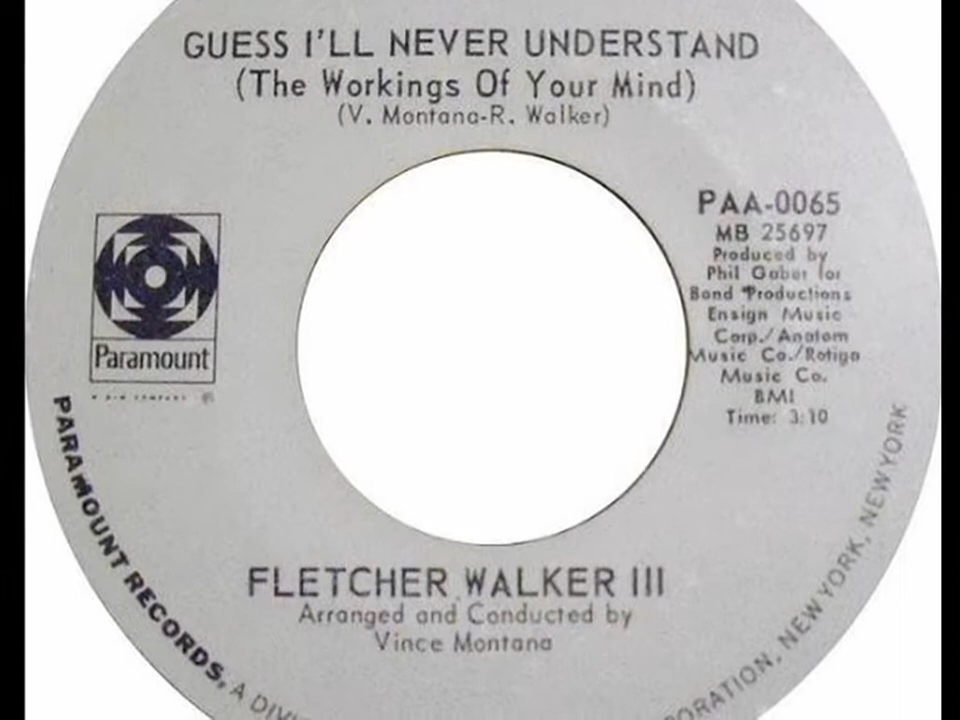 GUESS I'LL NEVER UNDERSTAND
(The Workings Of Your Mind)
(V. Montana-R. Walker)
PAA-0065
MB 25697
Produced by
Phil Gaber for
Bond Productions
Ensign Music
Corp./Anatom
Music Co./Rotigo
Music Co.
BMI
Time: 3:10
Paramount
PARAMOUNT RECORDS, A
NEW YORK, NEW YORK
FLETCHER WALKER III
Arranged and Conducted by
Vince Montana